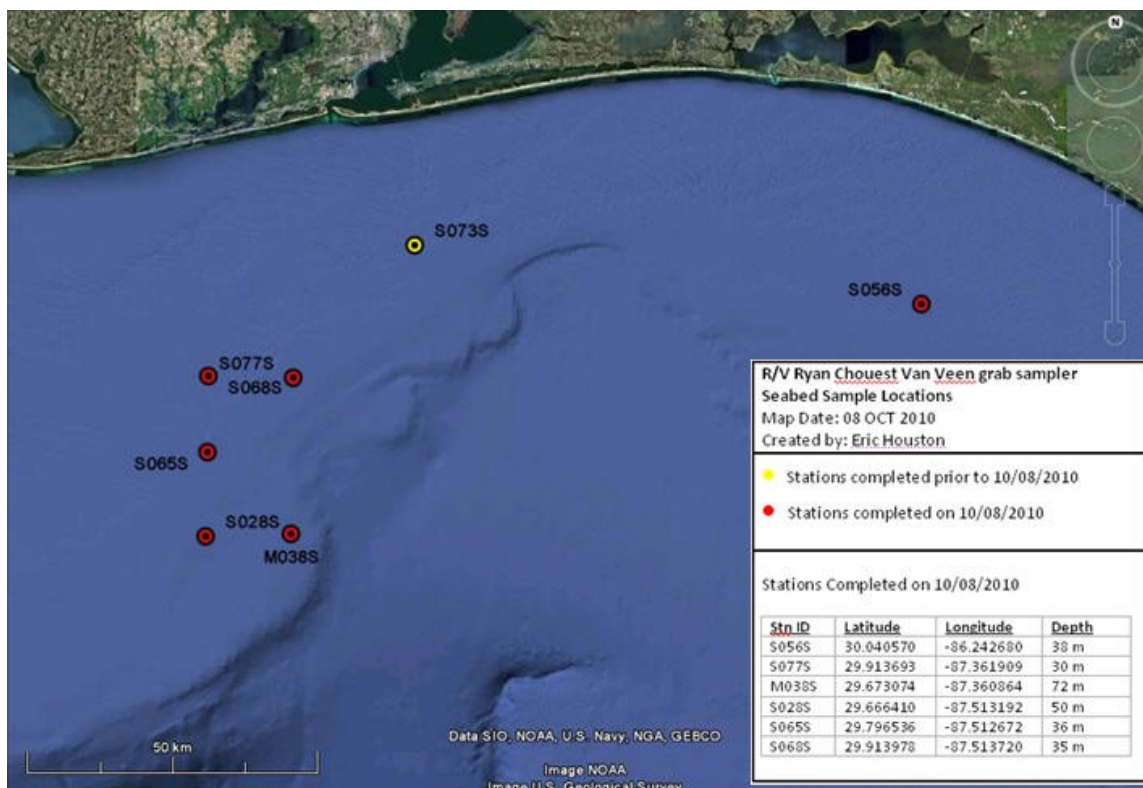 N
S073S
S056S
S077S
S068S
S065S
S028S
M038S
R/V Ryan Chouest Van Veen grab sampler
Seabed Sample Locations
Map Date: 08 OCT 2010
Created by: Eric Houston
Stations completed prior to 10/08/2010
Stations completed on 10/08/2010
Stations Completed on 10/08/2010
Stn ID Latitude Longitude Depth
S056S 30.040570 -86.242680 38 m
S077S 29.913693 -87.361909 30 m
M038S 29.673074 -87.360864 72 m
S028S 29.666410 -87.513192 50 m
S065S 29.796536 -87.512672 36 m
S068S 29.913978 -87.513720 35 m
50 km
Data SIO, NOAA, U.S. Navy, NGA, GEBCO
Image NOAA
Image U.S. Geological Survey